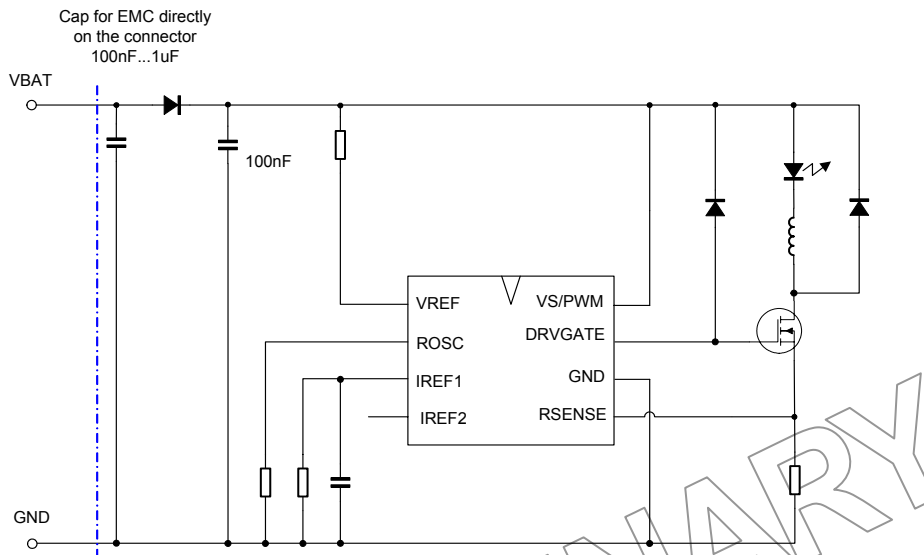 Cap for EMC directly
on the connector
100nF...1uF
VBAT
100nF
VREF
ROSC
IREF1
IREF2
VS/PWM
DRVGATE
GND
RSENSE
GND